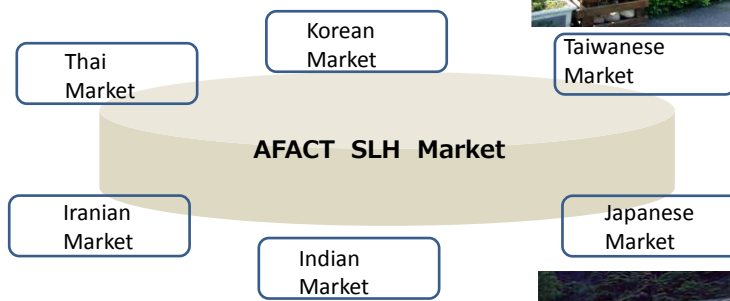 Korean
Market
Thai
Market
Taiwanese
Market
AFACT SLH Market
Iranian
Market
Japanese
Market
Indian
Market